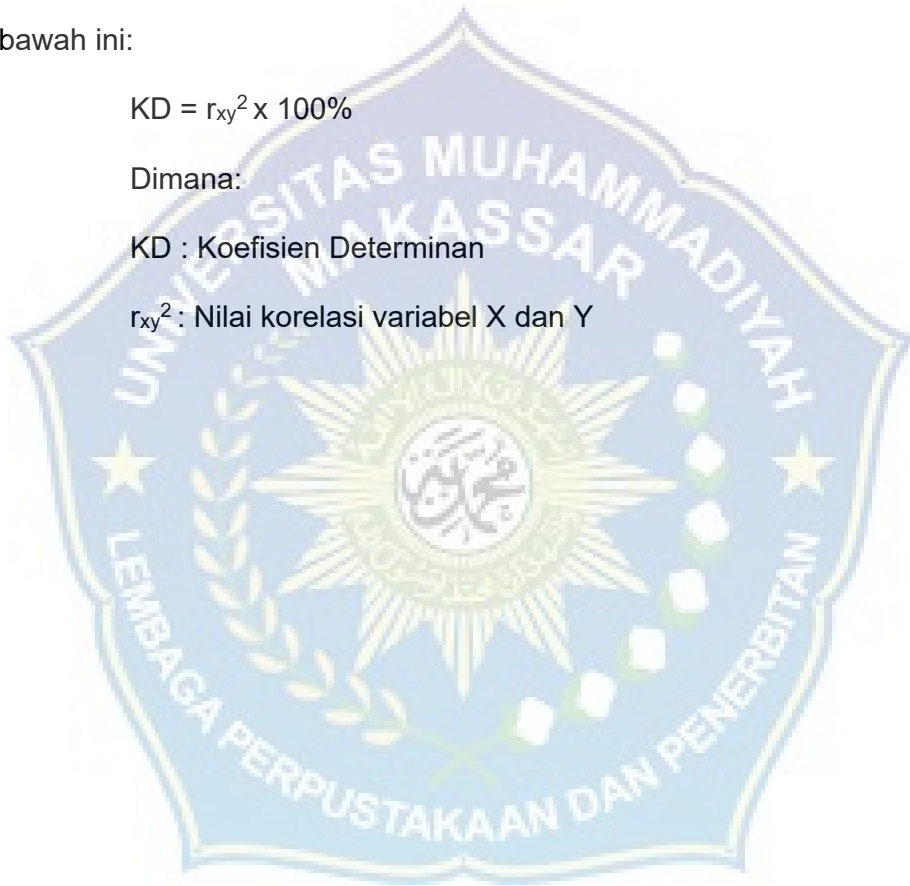 bawah ini:
KD = rxy² x 100%
Dimana:
KD : Koefisien Determinan
rxy² : Nilai korelasi variabel X dan Y
UNIVERSITAS MUHAMMADIYAH
MAKASSAR
LEMBAGA PERPUSTAKAAN DAN PENERBITAN